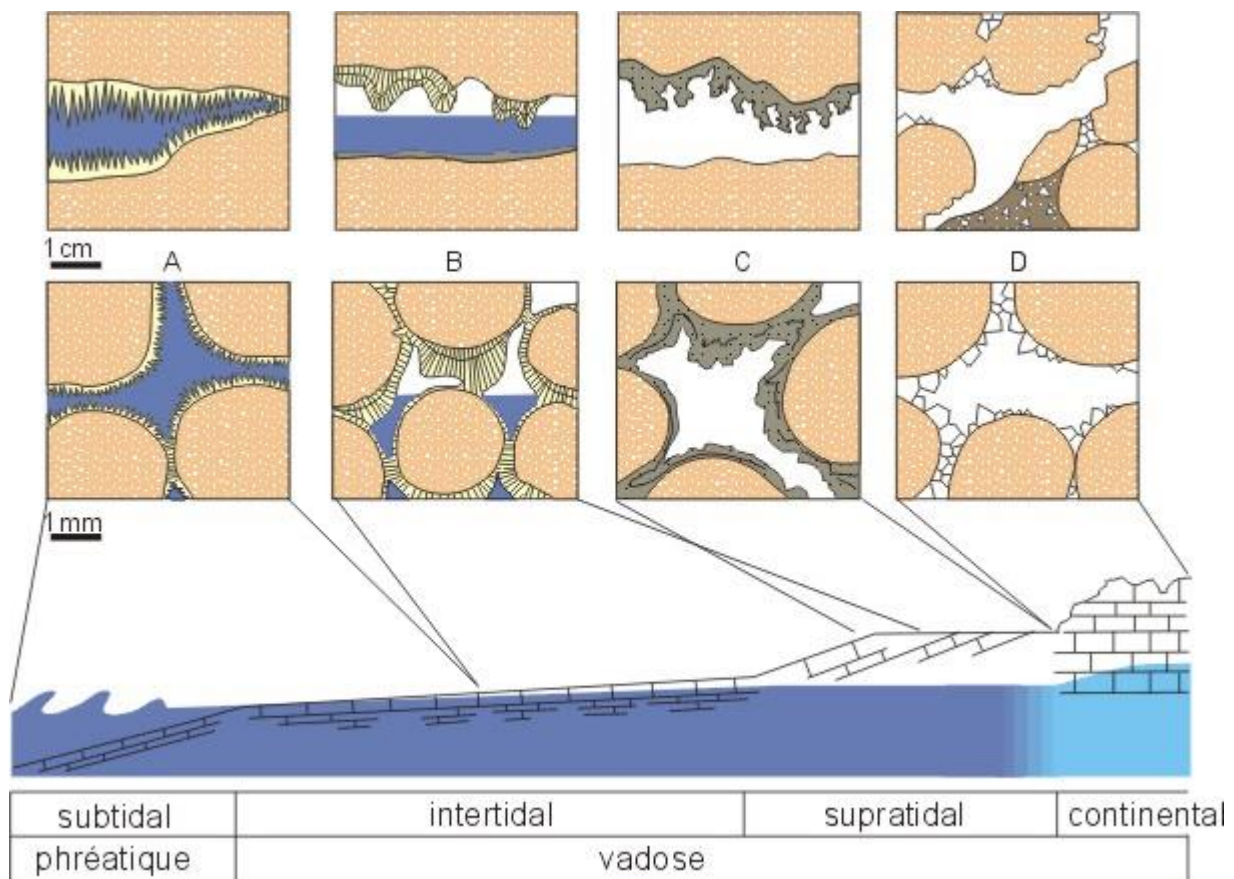 1 cm
A B C D
1 mm
subtidal intertidal supratidal continental
phréatique vadose